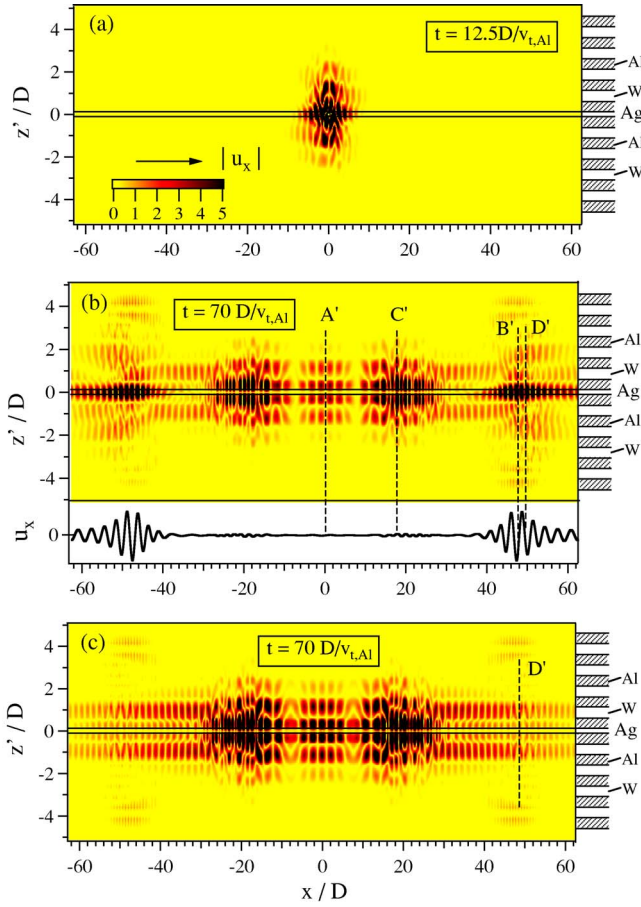 (a)
t = 12.5D/v_t,Al
z' / D
4
2
0
-2
-4
| u_x |
0 1 2 3 4 5
-60 -40 -20 0 20 40 60
Al
W
Ag
Al
W
(b)
t = 70 D/v_t,Al
A'
C'
B'
D'
z' / D
4
2
0
-2
-4
Al
W
Ag
Al
W
u_x
0
-60 -40 -20 0 20 40 60
(c)
t = 70 D/v_t,Al
D'
z' / D
4
2
0
-2
-4
Al
W
Ag
Al
W
-60 -40 -20 0 20 40 60
x / D